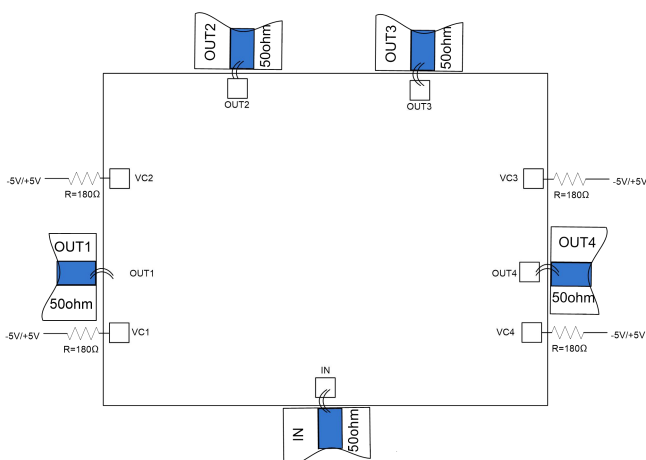 OUT2
50ohm
OUT3
50ohm
OUT2
OUT3
-5V/+5V
R=180Ω
VC2
VC3
-5V/+5V
R=180Ω
OUT1
50ohm
OUT1
OUT4
OUT4
50ohm
-5V/+5V
R=180Ω
VC1
VC4
-5V/+5V
R=180Ω
IN
IN
50ohm